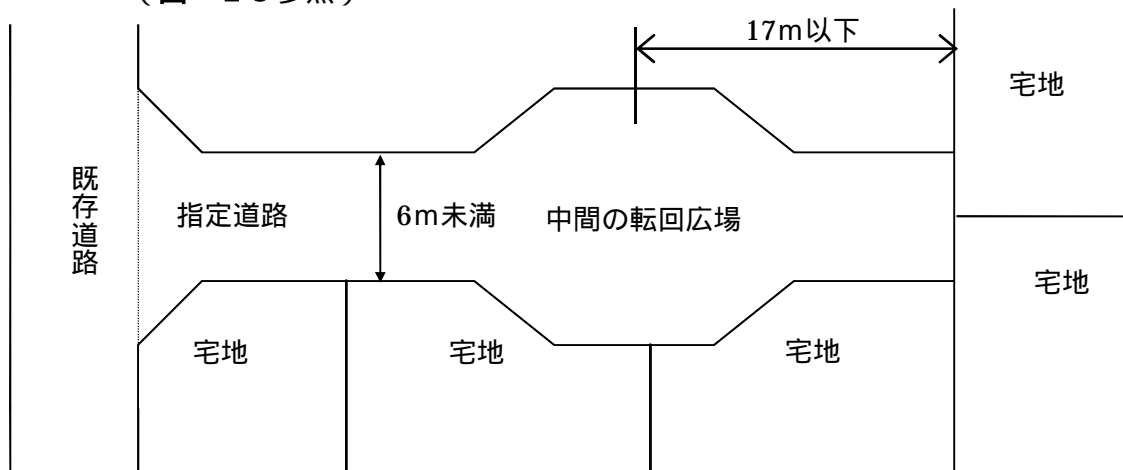 17m以下
宅地
既存道路
指定道路
6m未満
中間の転回広場
宅地
宅地
宅地
宅地